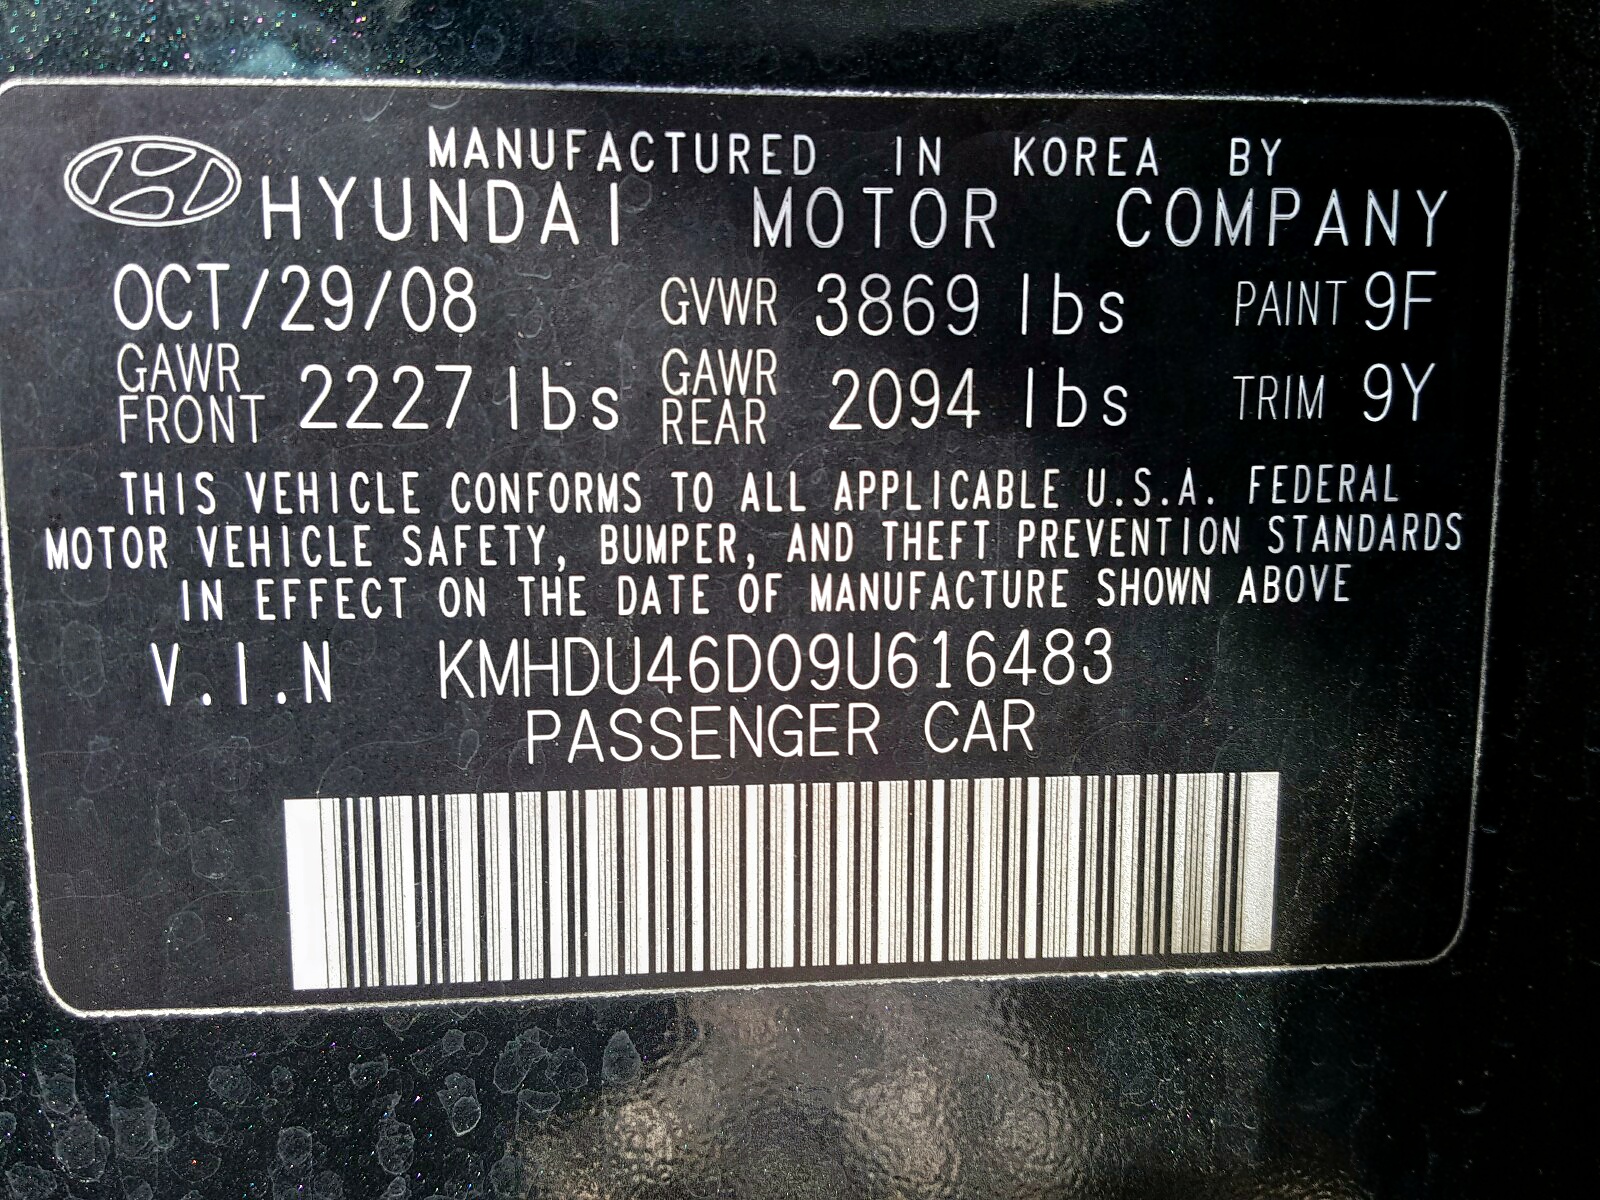 MANUFACTURED IN KOREA BY
HYUNDAI MOTOR COMPANY
OCT/29/08 GVWR 3869 lbs PAINT 9F
GAWR FRONT 2227 lbs GAWR REAR 2094 lbs TRIM 9Y
THIS VEHICLE CONFORMS TO ALL APPLICABLE U.S.A. FEDERAL
MOTOR VEHICLE SAFETY, BUMPER, AND THEFT PREVENTION STANDARDS
IN EFFECT ON THE DATE OF MANUFACTURE SHOWN ABOVE
V.I.N KMHDU46D09U616483
PASSENGER CAR